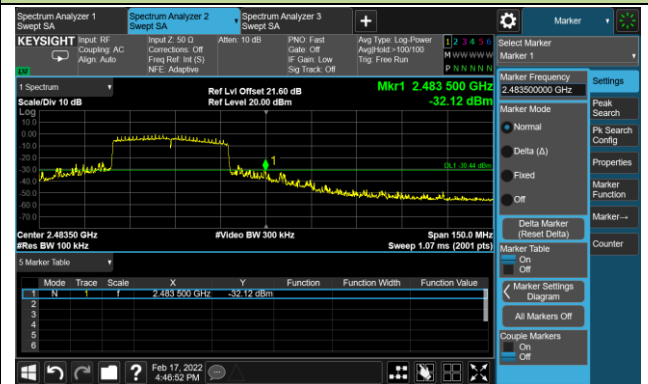 Spectrum Analyzer 1
Swept SA
Spectrum Analyzer 2
Swept SA
Spectrum Analyzer 3
Swept SA
+
Marker
KEYSIGHT
Input: RF
Coupling: AC
Align: Auto
Input Z: 50 Ω
Corrections: Off
Freq Ref: Int (S)
NFE: Adaptive
Atten: 10 dB
PNO: Fast
Gate: Off
IF Gain: Low
Sig Track: Off
Avg Type: Log-Power
Avg|Hold:>100/100
Trig: Free Run
1 2 3 4 5 6
M W W W W W
P N N N N N
LXI
Select Marker
Marker 1
1 Spectrum
Scale/Div 10 dB
Ref Lvl Offset 21.60 dB
Ref Level 20.00 dBm
Mkr1 2.483 500 GHz
-32.12 dBm
Log
10.0
0.00
-10.0
-20.0
-30.0
-40.0
-50.0
-60.0
-70.0
1
DL1 -30.44 dBm
Center 2.48350 GHz
#Res BW 100 kHz
#Video BW 300 kHz
Span 150.0 MHz
Sweep 1.07 ms (2001 pts)
5 Marker Table
Mode Trace Scale X Y Function Function Width Function Value
1 N 1 f 2.483 500 GHz -32.12 dBm
2
3
4
5
6
Feb 17, 2022
4:46:52 PM
Marker Frequency
2.483500000 GHz
Marker Mode
Normal
Delta (Δ)
Fixed
Off
Delta Marker
(Reset Delta)
Marker Table
On
Off
Marker Settings
Diagram
All Markers Off
Couple Markers
On
Off
Settings
Peak
Search
Pk Search
Config
Properties
Marker
Function
Marker→
Counter